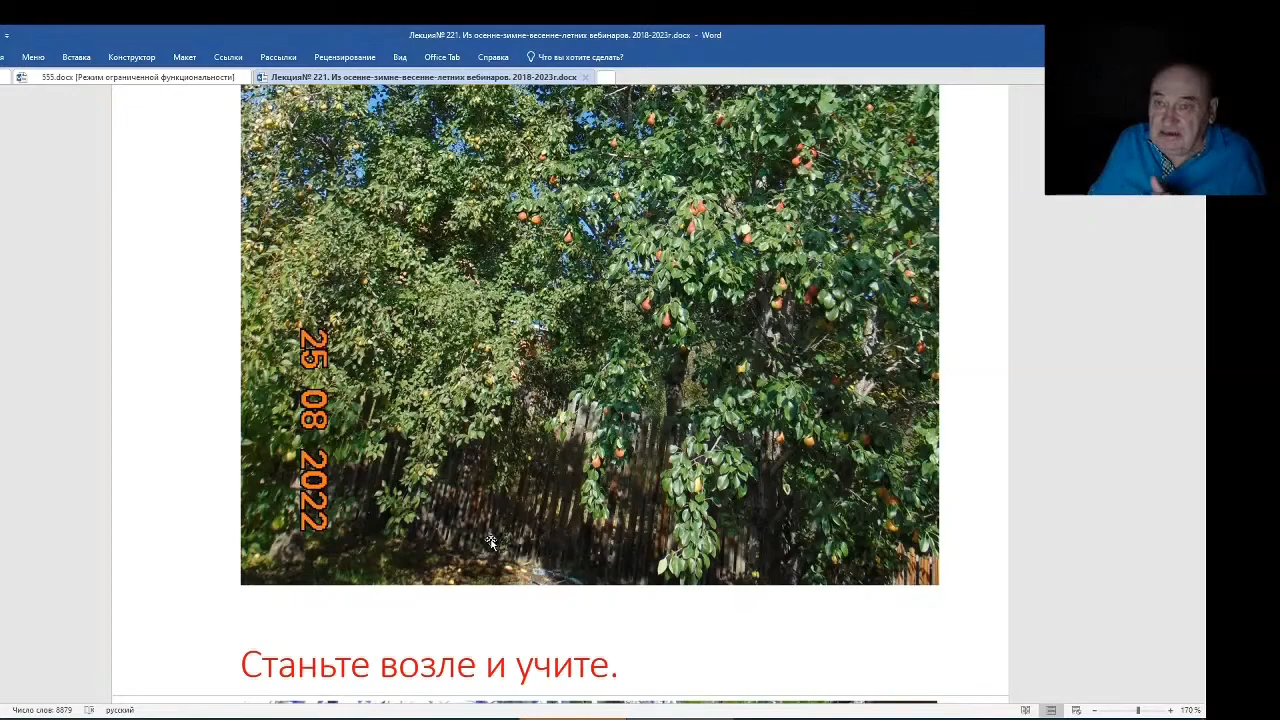 Лекция№ 221. Из осенне-зимне-весенне-летних вебинаров. 2018-2023г.docx - Word
Меню Вставка Конструктор Макет Ссылки Рассылки Рецензирование Вид Office Tab Справка Что вы хотите сделать?
555.docx [Режим ограниченной функциональности] Лекция№ 221. Из осенне-зимне-весенне-летних вебинаров. 2018-2023г.docx
25 08 2022
Станьте возле и учите.
Число слов: 8879 русский 170 %